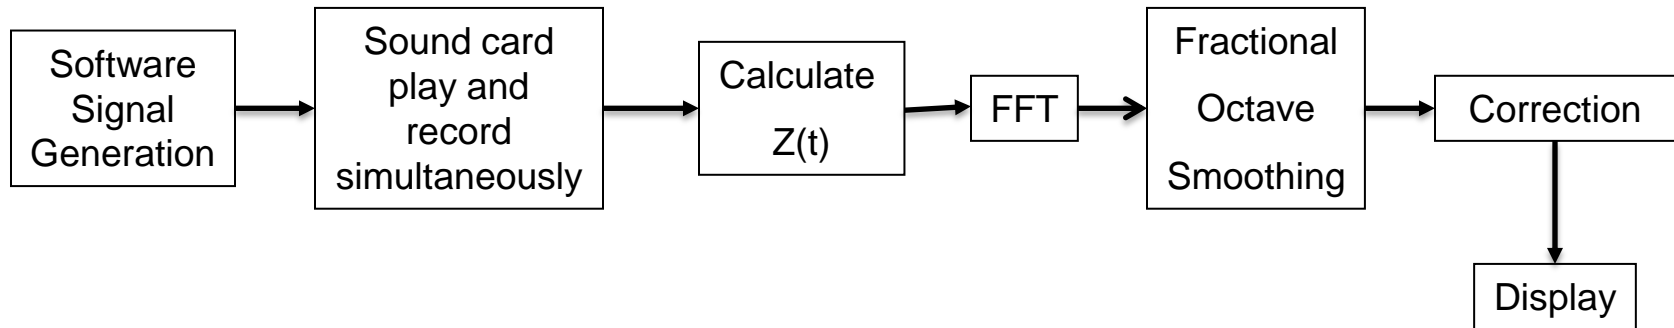 Software
Signal
Generation
Sound card
play and
record
simultaneously
Calculate
Z(t)
FFT
Fractional
Octave
Smoothing
Correction
Display